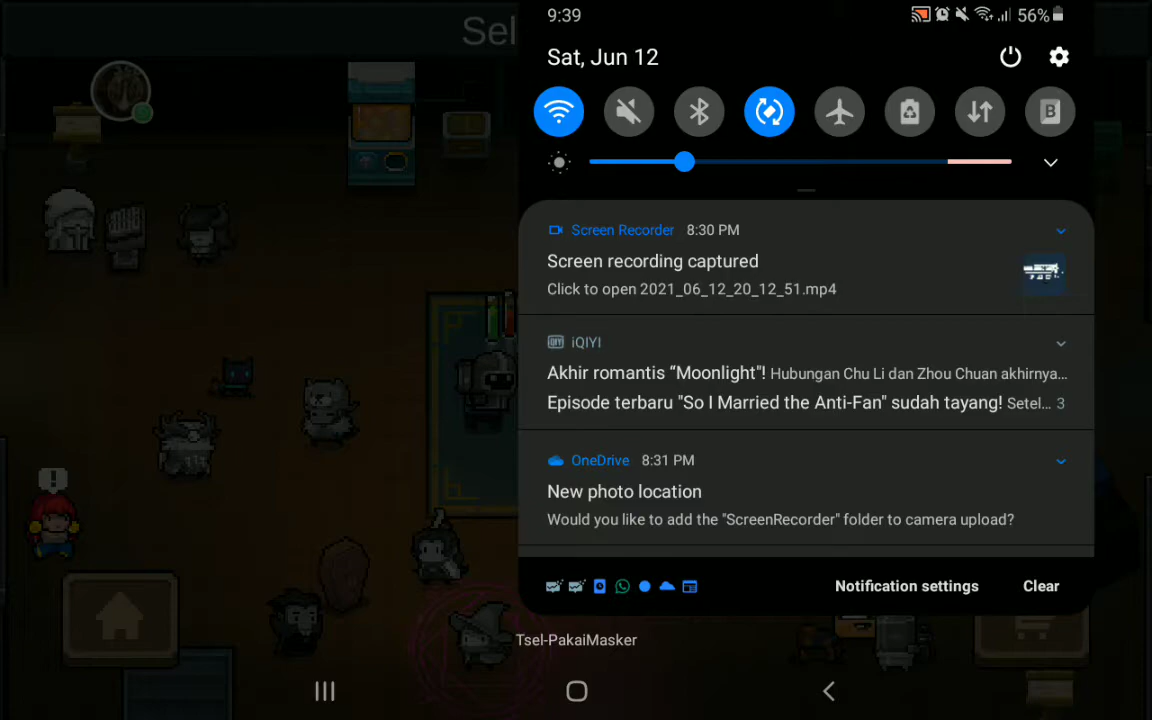 Sel
9:39
56%
Sat, Jun 12
B
Screen Recorder 8:30 PM
Screen recording captured
Click to open 2021_06_12_20_12_51.mp4
iQIYI
Akhir romantis “Moonlight”! Hubungan Chu Li dan Zhou Chuan akhirnya...
Episode terbaru "So I Married the Anti-Fan" sudah tayang! Setel... 3
OneDrive 8:31 PM
New photo location
Would you like to add the "ScreenRecorder" folder to camera upload?
Notification settings Clear
Tsel-PakaiMasker